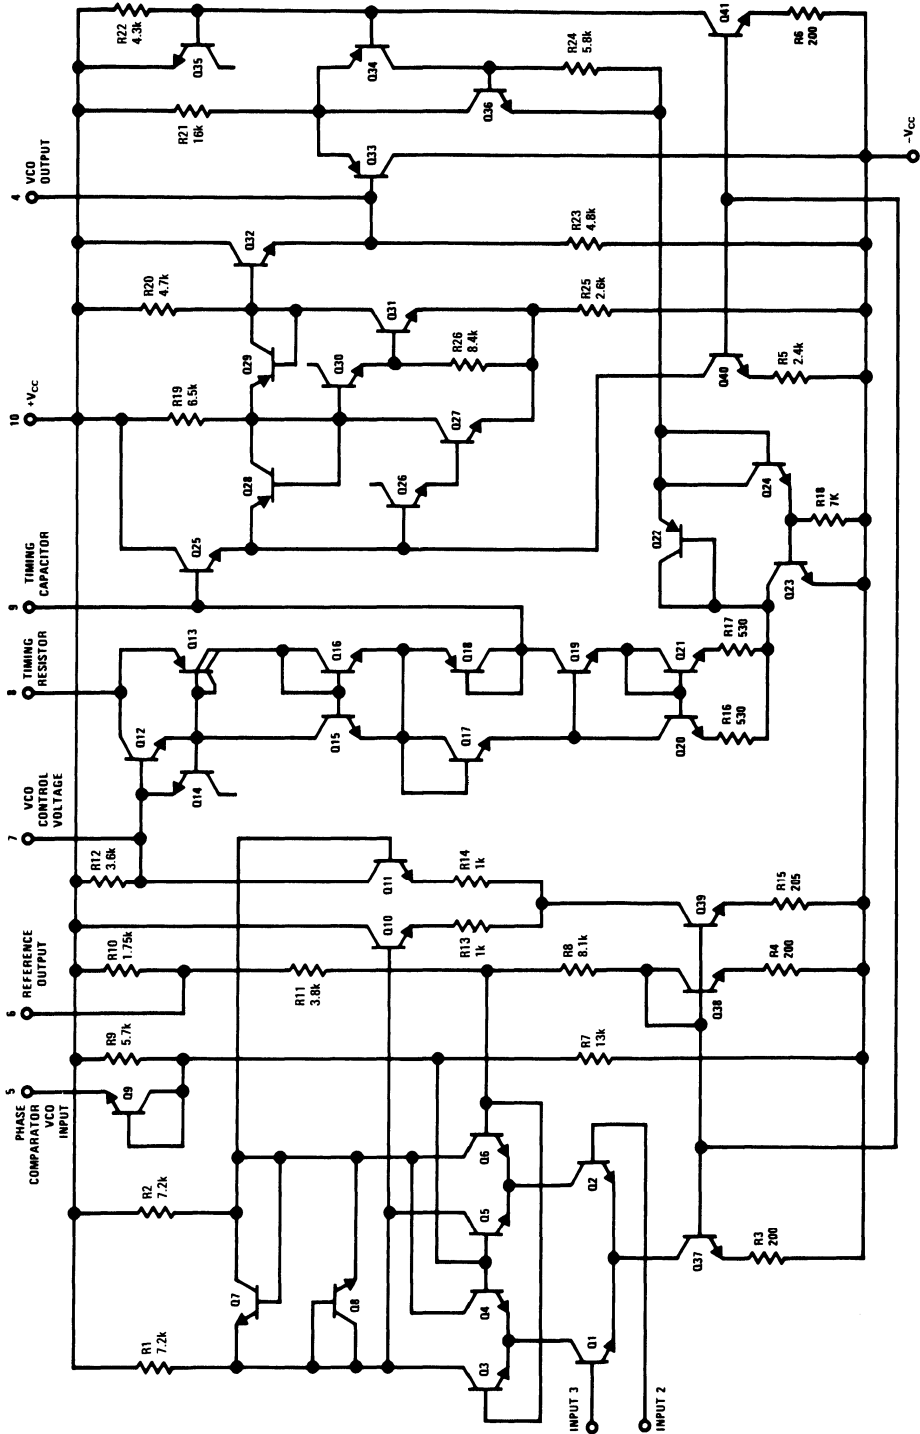 INPUT 3
INPUT 2
R1
7.2k
R2
7.2k
Q7
Q8
Q3
Q4
Q5
Q6
Q1
Q2
Q37
R3
200
5
PHASE
COMPARATOR
VCO
INPUT
Q9
R9
5.7k
R7
13k
6
REFERENCE
OUTPUT
R10
1.75k
R11
3.8k
R8
8.1k
Q38
R4
200
Q10
R13
1k
Q11
R14
1k
Q39
R15
205
R12
3.6k
7
VCO
CONTROL
VOLTAGE
Q12
Q14
Q13
8
TIMING
RESISTOR
Q15
Q16
Q17
Q18
Q19
Q20
Q21
R16
530
R17
530
9
TIMING
CAPACITOR
Q25
Q28
Q26
Q22
Q23
Q24
R18
7K
10
+VCC
R19
6.5k
Q29
Q30
Q27
R26
8.4k
Q31
R20
4.7k
R25
2.6k
Q40
R5
2.4k
4
VCO
OUTPUT
Q32
R23
4.8k
Q33
R21
16k
Q36
Q34
R24
5.8k
Q35
R22
4.3k
Q41
R6
200
-VCC